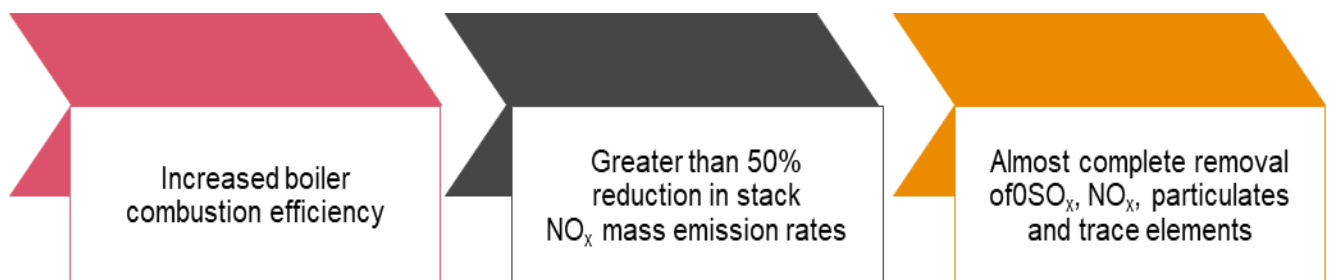 Increased boiler
combustion efficiency
Greater than 50%
reduction in stack
NOₓ mass emission rates
Almost complete removal
of0SOₓ, NOₓ, particulates
and trace elements